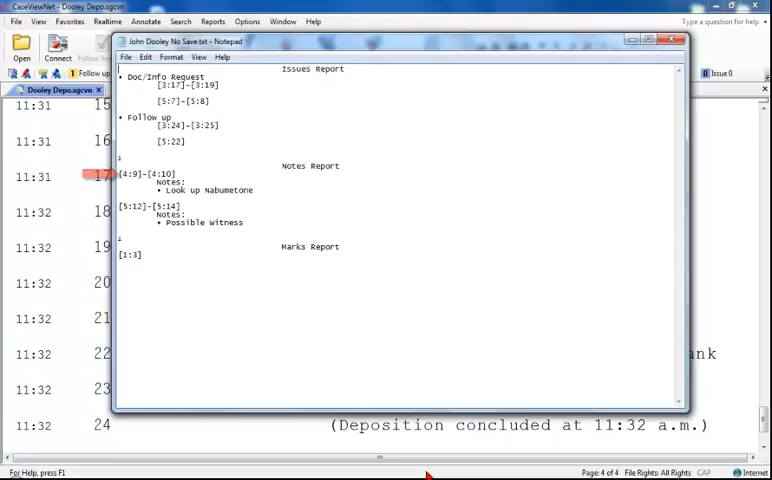 CaseViewNet - Dooley Depo.sgcvn
File View Favorites Realtime Annotate Search Reports Options Window Help
Type a question for help
Open Connect
1 Follow up
0 Issue 0
Dooley Depo.sgcvn
John Dooley No Save.txt - Notepad
File Edit Format View Help
Issues Report
• Doc/Info Request
[3:17]-[3:19]
[5:7]-[5:8]
• Follow up
[3:24]-[3:25]
[5:22]
Notes Report
[4:9]-[4:10]
Notes:
• Look up Nabumetone
[5:12]-[5:14]
Notes:
• Possible Witness
Marks Report
[1:3]
11:31 15
11:31 16
11:31 17
11:32 18
11:32 19
11:32 20
11:32 21
11:32 22 ank
11:32 23
11:32 24 (Deposition concluded at 11:32 a.m.)
For Help, press F1
Page: 4 of 4 File Rights: All Rights CAP Internet